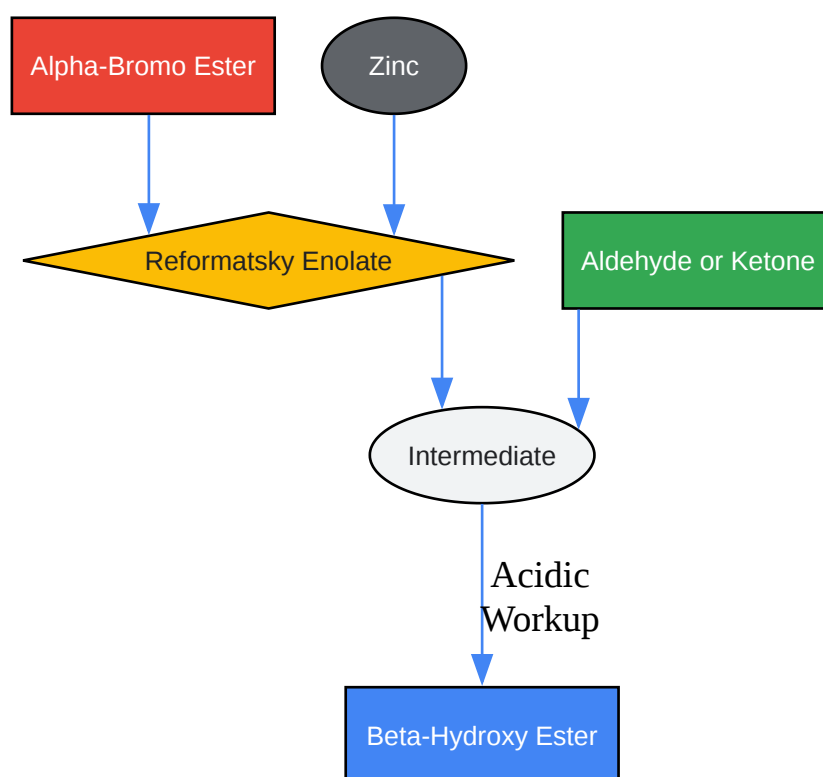 Alpha-Bromo Ester
Zinc
Reformatsky Enolate
Aldehyde or Ketone
Intermediate
Acidic
Workup
Beta-Hydroxy Ester